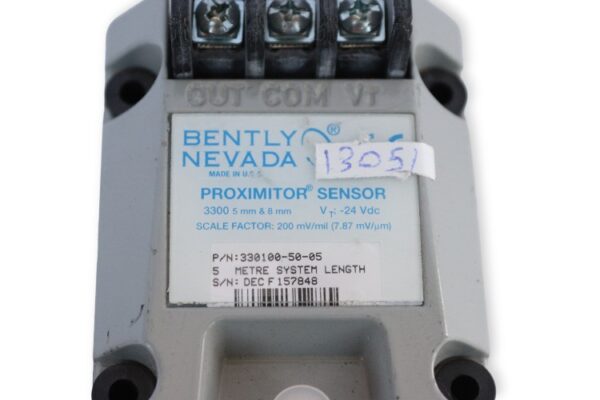 OUT COM VT
BENTLY ®
NEVADA
13051
MADE IN U.S.
PROXIMITOR® SENSOR
3300 5 mm & 8 mm VT: -24 Vdc
SCALE FACTOR: 200 mV/mil (7.87 mV/μm)
P/N:330100-50-05
5 METRE SYSTEM LENGTH
S/N: DEC F157848